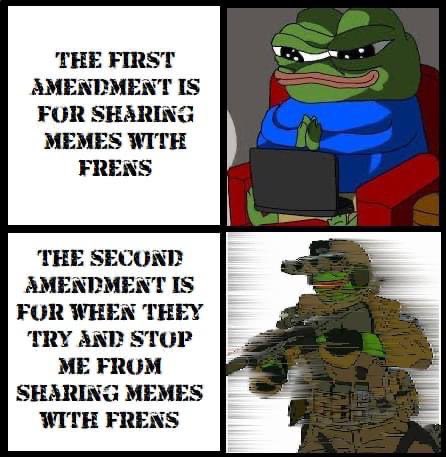 THE FIRST
AMENDMENT IS
FOR SHARING
MEMES WITH
FRENS
THE SECOND
AMENDMENT IS
FOR WHEN THEY
TRY AND STOP
ME FROM
SHARING MEMES
WITH FRENS